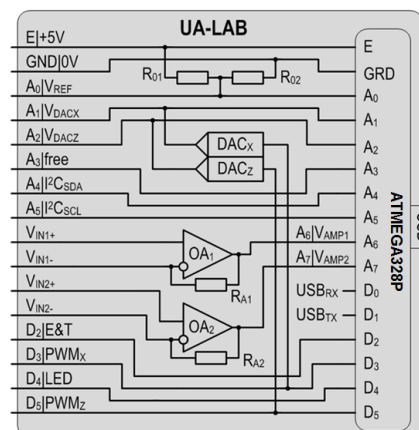 UA-LAB
E|+5V
GND|0V
A0|VREF
A1|VDACX
A2|VDACZ
A3|free
A4|I²CSDA
A5|I²CSCL
VIN1+
VIN1-
VIN2+
VIN2-
D2|E&T
D3|PWMX
D4|LED
D5|PWMZ
R01
R02
DACX
DACZ
OA1
RA1
OA2
RA2
A6|VAMP1
A7|VAMP2
USBRX
USBTX
E
GRD
A0
A1
A2
A3
A4
A5
A6
A7
D0
D1
D2
D3
D4
D5
ATMEGA328P